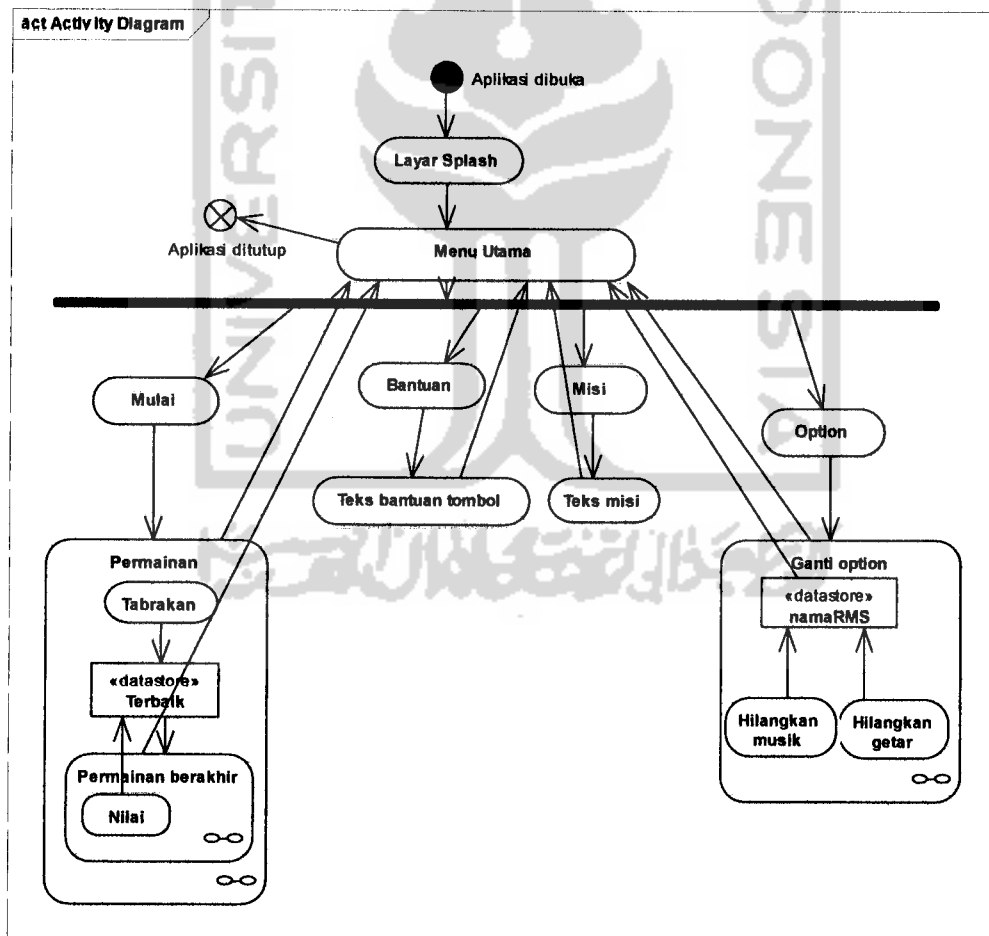 act Activity Diagram
Aplikasi dibuka
Layar Splash
Aplikasi ditutup
Menu Utama
Mulai
Bantuan
Misi
Option
Teks bantuan tombol
Teks misi
Permainan
Tabrakan
«datastore»
Terbaik
Permainan berakhir
Nilai
Ganti option
«datastore»
namaRMS
Hilangkan
musik
Hilangkan
getar